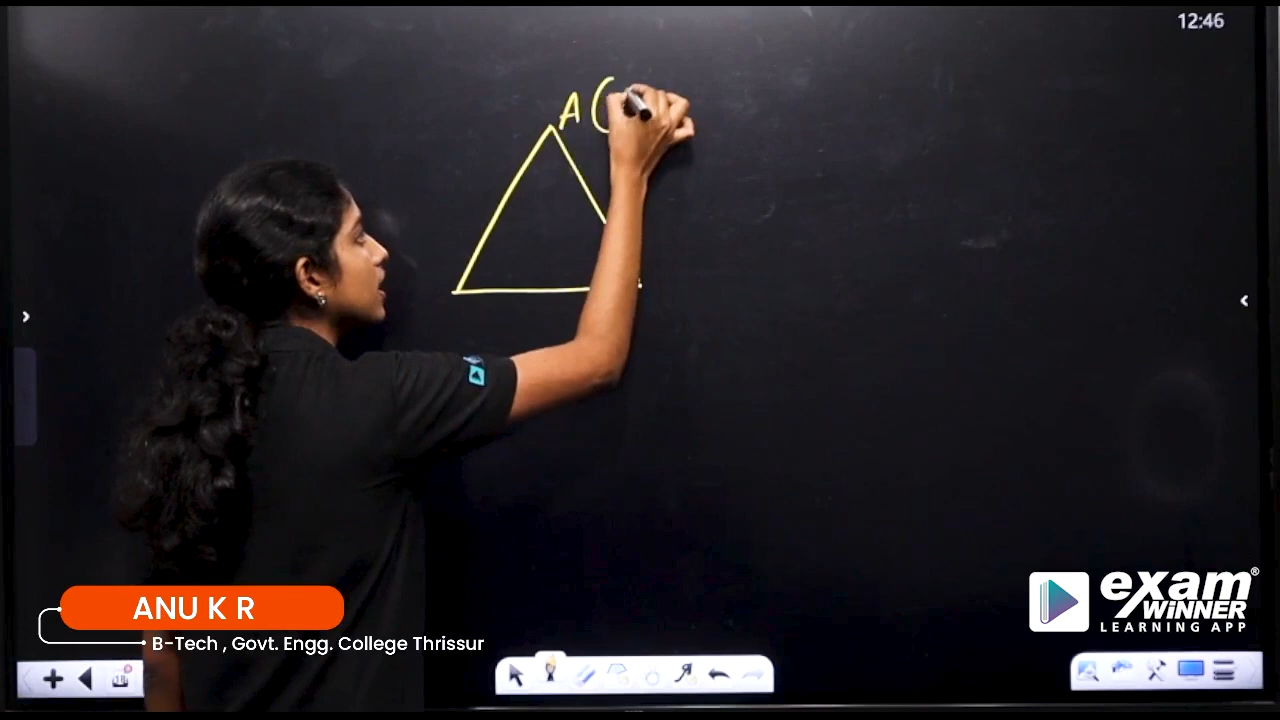 12:46
A (
ANU K R
B-Tech , Govt. Engg. College Thrissur
exam®
WINNER
LEARNING APP